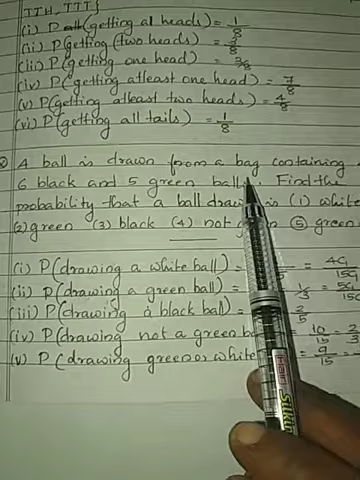 TTH, TTT}
(i) P (getting al heads) = 1/8
(ii) P(getting (two heads) = 3/8
(iii) P(getting one head) = 3/8
(iv) P(getting atleast one head) = 7/8
(v) P(getting atleast two heads) = 4/8
(vi) P(getting all tails) = 1/8
A ball is drawn from a bag containing
6 black and 5 green ball Find the
probability that a ball drawn is (1) white
(2) green (3) black (4) not (5) green
(i) P(drawing a white ball) = = 4C1/15C1
(ii) P(drawing a green ball) = 1/3 = 5C1
(iii) P(drawing a black ball) = 2/5
(iv) P(drawing not a green = 10/15 = 2/3
(v) P(drawing green or white = 9/15 =